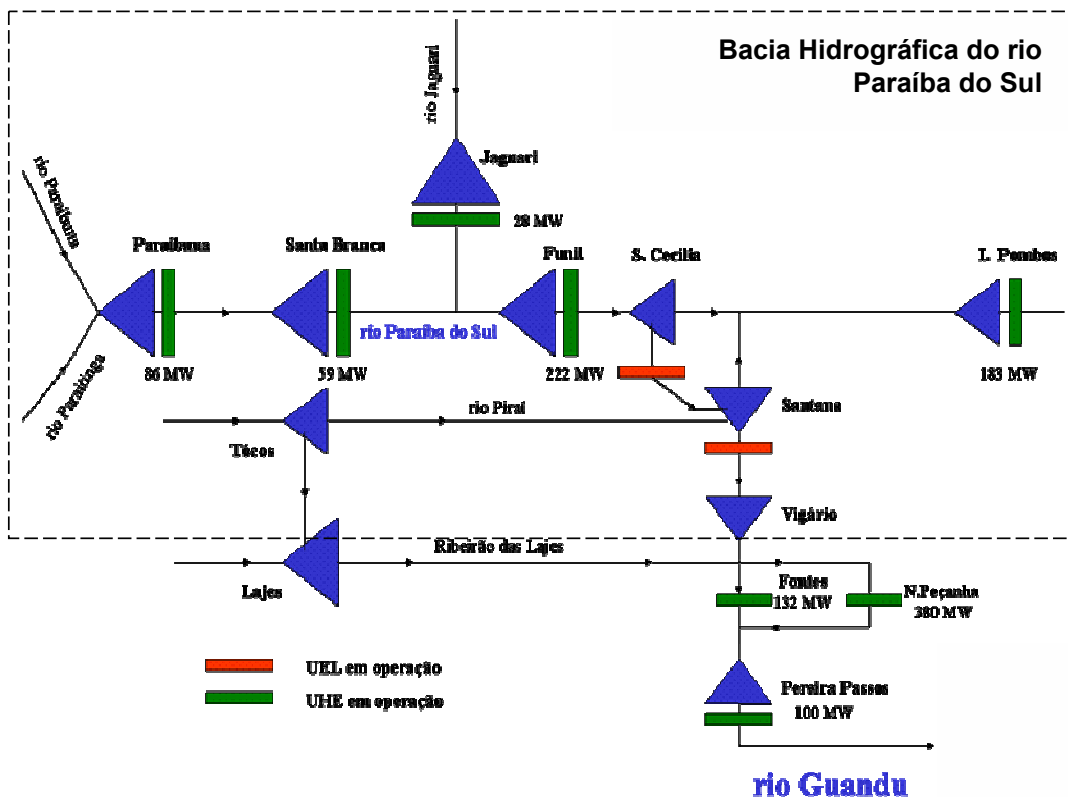 Bacia Hidrográfica do rio
Paraíba do Sul
rio Jaguari
Jaguari
28 MW
rio Paraibuna
rio Paraitinga
Paraibuna
86 MW
Santa Branca
59 MW
rio Paraíba do Sul
Funil
222 MW
S. Cecília
I. Pombos
183 MW
Santana
rio Piraí
Tócos
Vigário
Ribeirão das Lajes
Lajes
Fontes
132 MW
N.Peçanha
380 MW
UEL em operação
UHE em operação
Pereira Passos
100 MW
rio Guandu